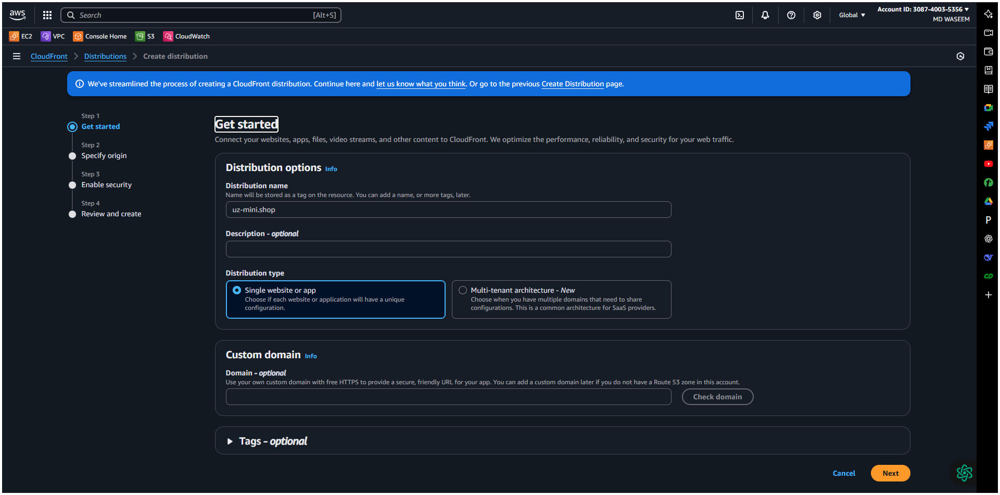 aws
Search
[Alt+S]
Global
Account ID: 3087-4003-5356
MD WASEEM
EC2
VPC
Console Home
S3
CloudWatch
CloudFront
Distributions
Create distribution
We've streamlined the process of creating a CloudFront distribution. Continue here and let us know what you think. Or go to the previous Create Distribution page.
Step 1
Get started
Step 2
Specify origin
Step 3
Enable security
Step 4
Review and create
Get started
Connect your websites, apps, files, video streams, and other content to CloudFront. We optimize the performance, reliability, and security for your web traffic.
Distribution options Info
Distribution name
Name will be stored as a tag on the resource. You can add a name, or more tags, later.
uz-mini.shop
Description - optional
Distribution type
Single website or app
Choose if each website or application will have a unique
configuration.
Multi-tenant architecture - New
Choose when you have multiple domains that need to share
configurations. This is a common architecture for SaaS providers.
Custom domain Info
Domain - optional
Use your own custom domain with free HTTPS to provide a secure, friendly URL for your app. You can add a custom domain later if you do not have a Route 53 zone in this account.
Check domain
Tags - optional
Cancel
Next
P
CD